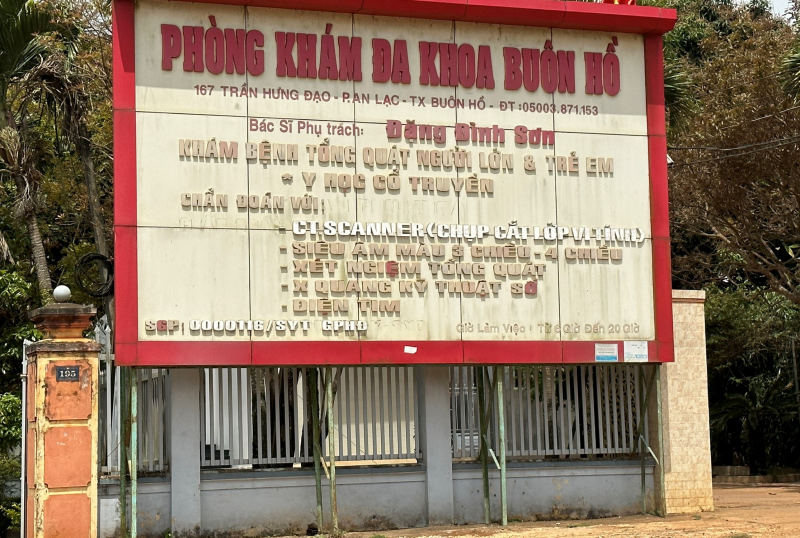 PHÒNG KHÁM ĐA KHOA BUÔN HỒ
167 TRẦN HƯNG ĐẠO - P.AN LẠC - TX BUÔN HỒ - ĐT :05003.871.153
Bác Sĩ Phụ trách: Đặng Đình Sơn
KHÁM BỆNH TỔNG QUÁT NGƯỜI LỚN & TRẺ EM
* Y HỌC CỔ TRUYỀN
CHẨN ĐOÁN VỚI:
CT SCANNER (CHỤP CẮT LỚP VI TÍNH)
- SIÊU ÂM MÀU 3 CHIỀU - 4 CHIỀU
- XÉT NGIỆM TỔNG QUÁT
- X QUANG KỸ THUẬT SỐ
- ĐIỆN TIM
SGP: 0000116/SYT GPHĐ
Giờ Làm Việc : Từ 6 Giờ Đến 20 Giờ
195